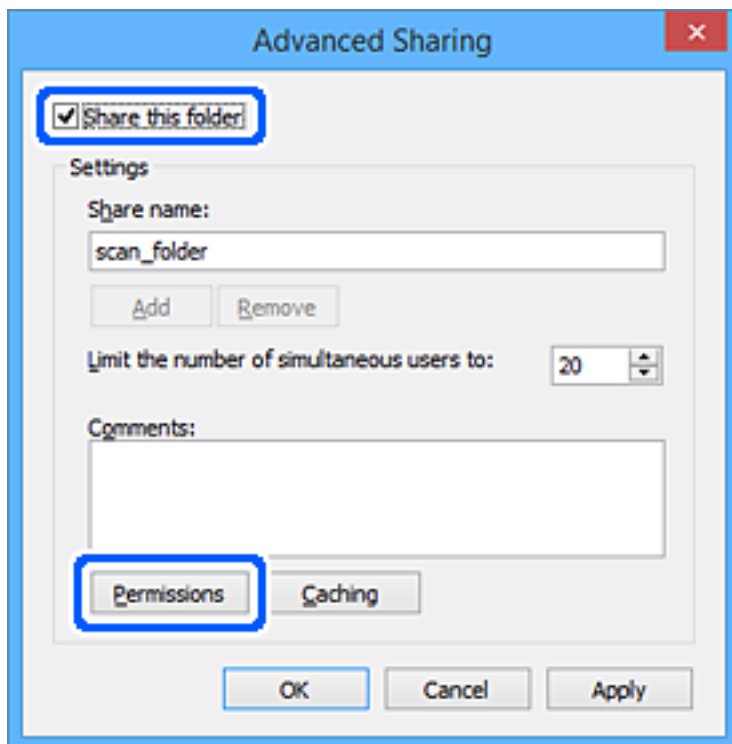 Advanced Sharing
Share this folder
Settings
Share name:
scan_folder
Add Remove
Limit the number of simultaneous users to: 20
Comments:
Permissions Caching
OK Cancel Apply